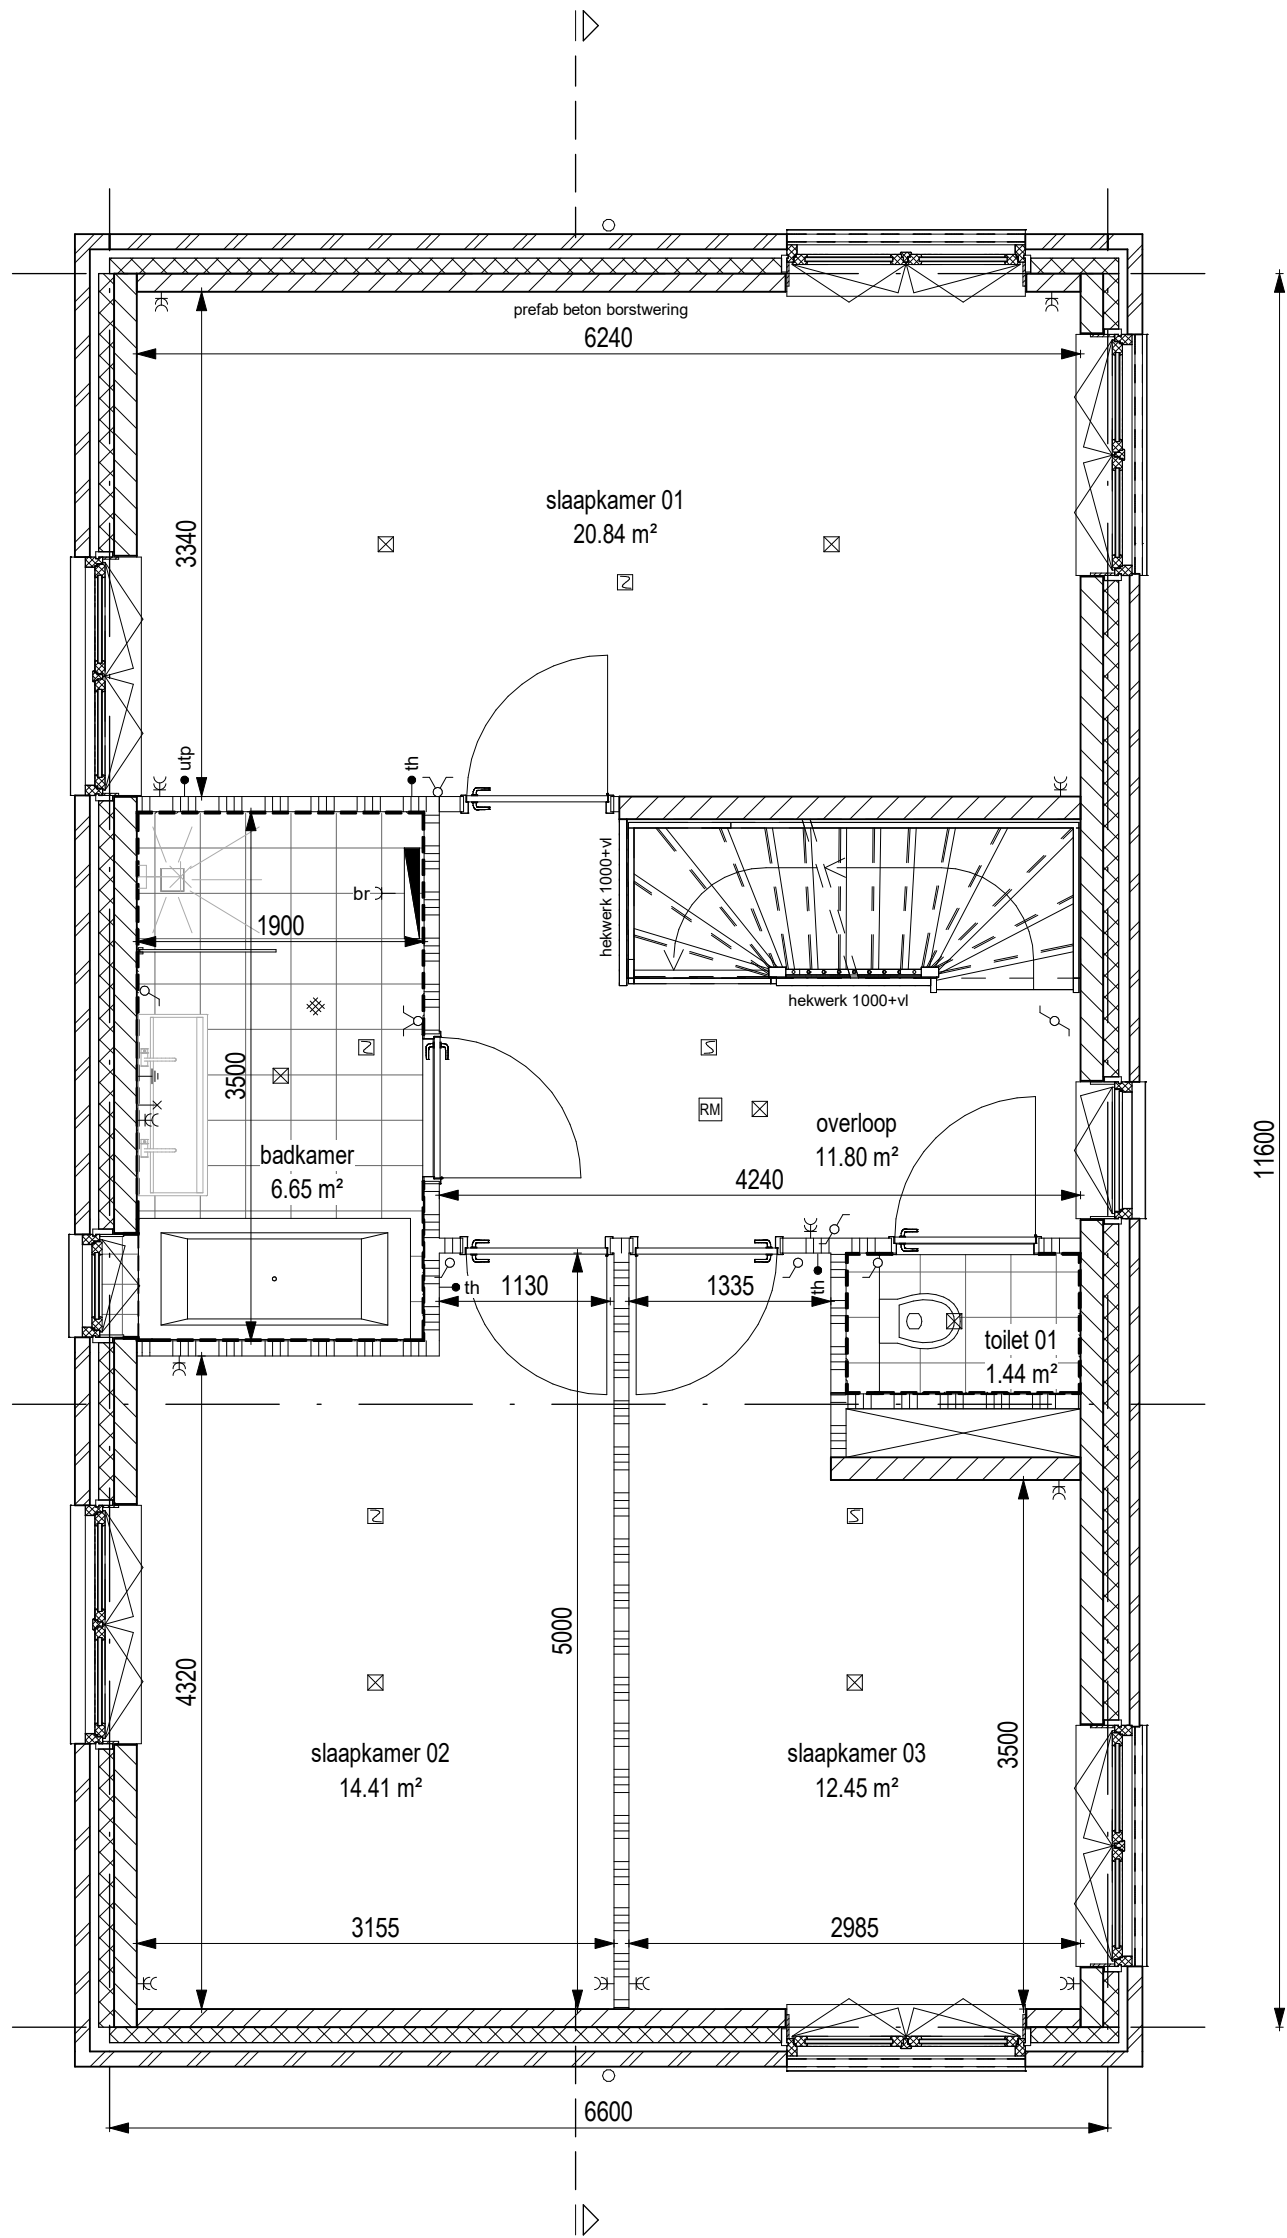 prefab beton borstwering
6240
slaapkamer 01
20.84 m²
3340
utp
th
hekwerk 1000+vl
br
1900
hekwerk 1000+vl
3500
RM
overloop
11.80 m²
badkamer
6.65 m²
4240
11600
th
1130
1335
th
toilet 01
1.44 m²
4320
5000
3500
slaapkamer 02
14.41 m²
slaapkamer 03
12.45 m²
3155
2985
6600